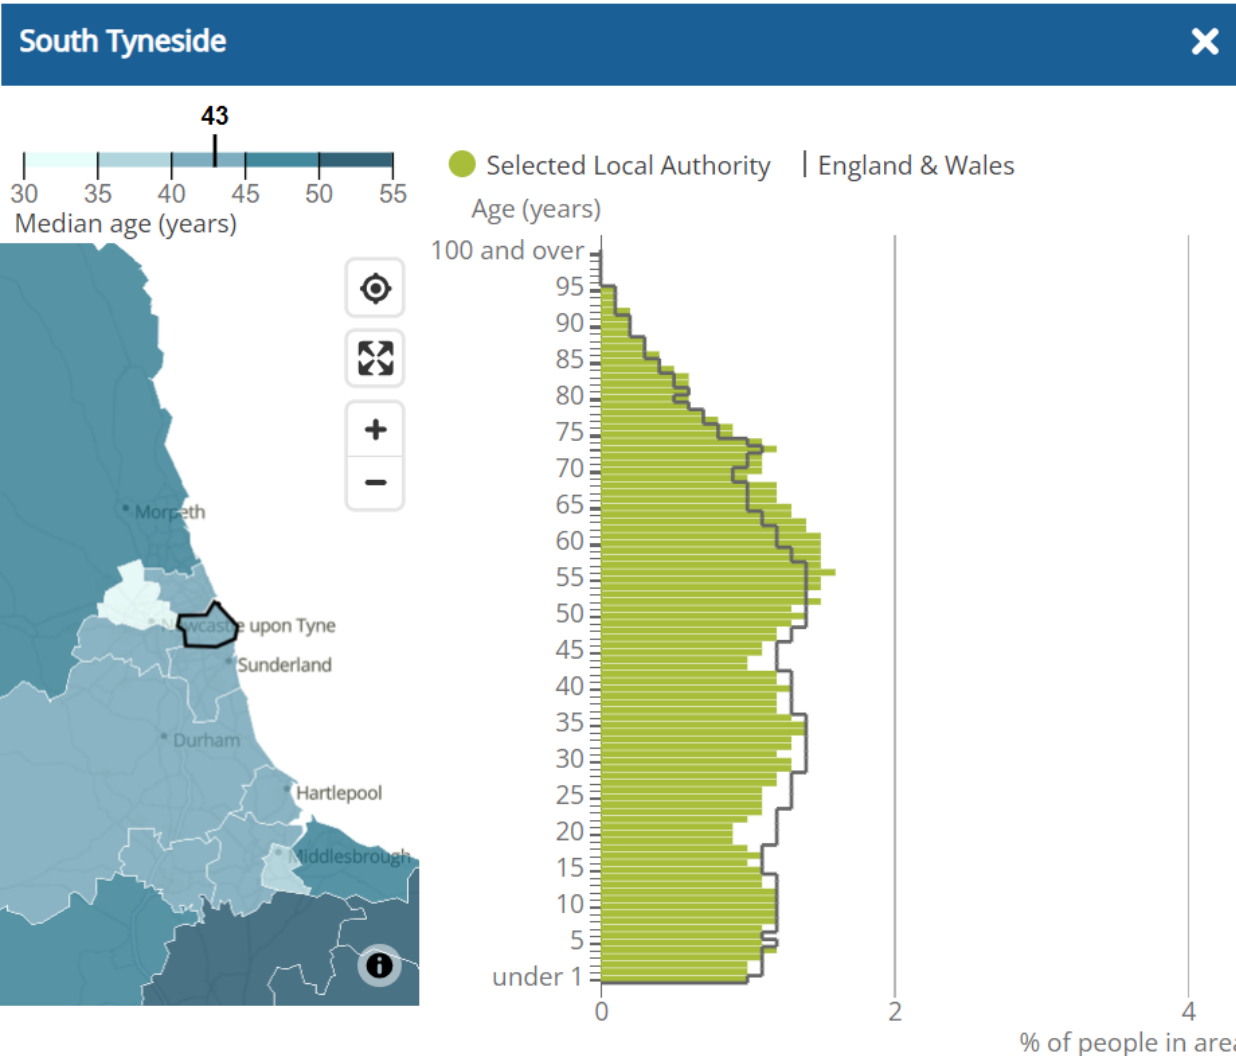 South Tyneside
43
30 35 40 45 50 55
Median age (years)
Selected Local Authority
England & Wales
Age (years)
100 and over
95
90
85
80
75
70
65
60
55
50
45
40
35
30
25
20
15
10
5
under 1
0 2 4
% of people in area
Morpeth
Newcastle upon Tyne
Sunderland
Durham
Hartlepool
Middlesbrough